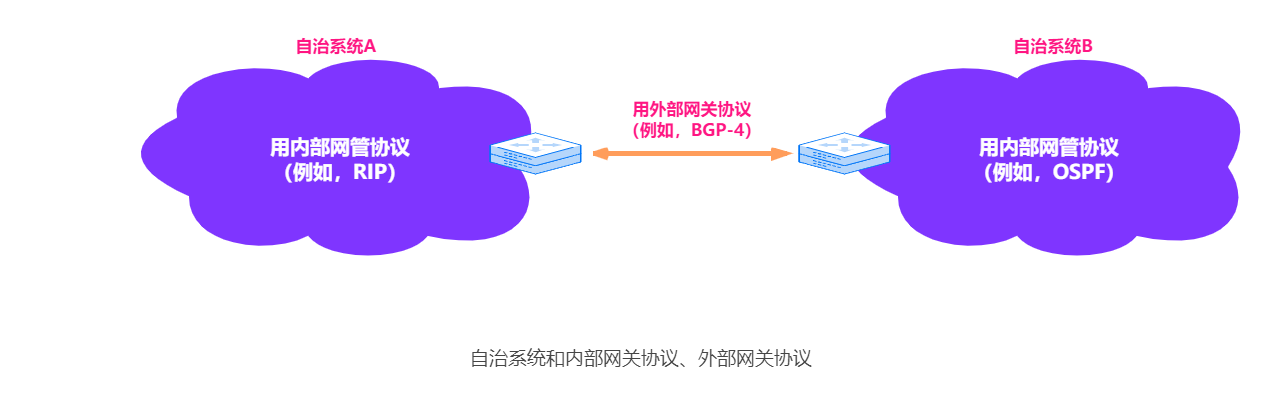 自治系统A
自治系统B
用外部网关协议
（例如，BGP-4）
用内部网管协议
（例如，RIP）
用内部网管协议
（例如，OSPF）
自治系统和内部网关协议、外部网关协议